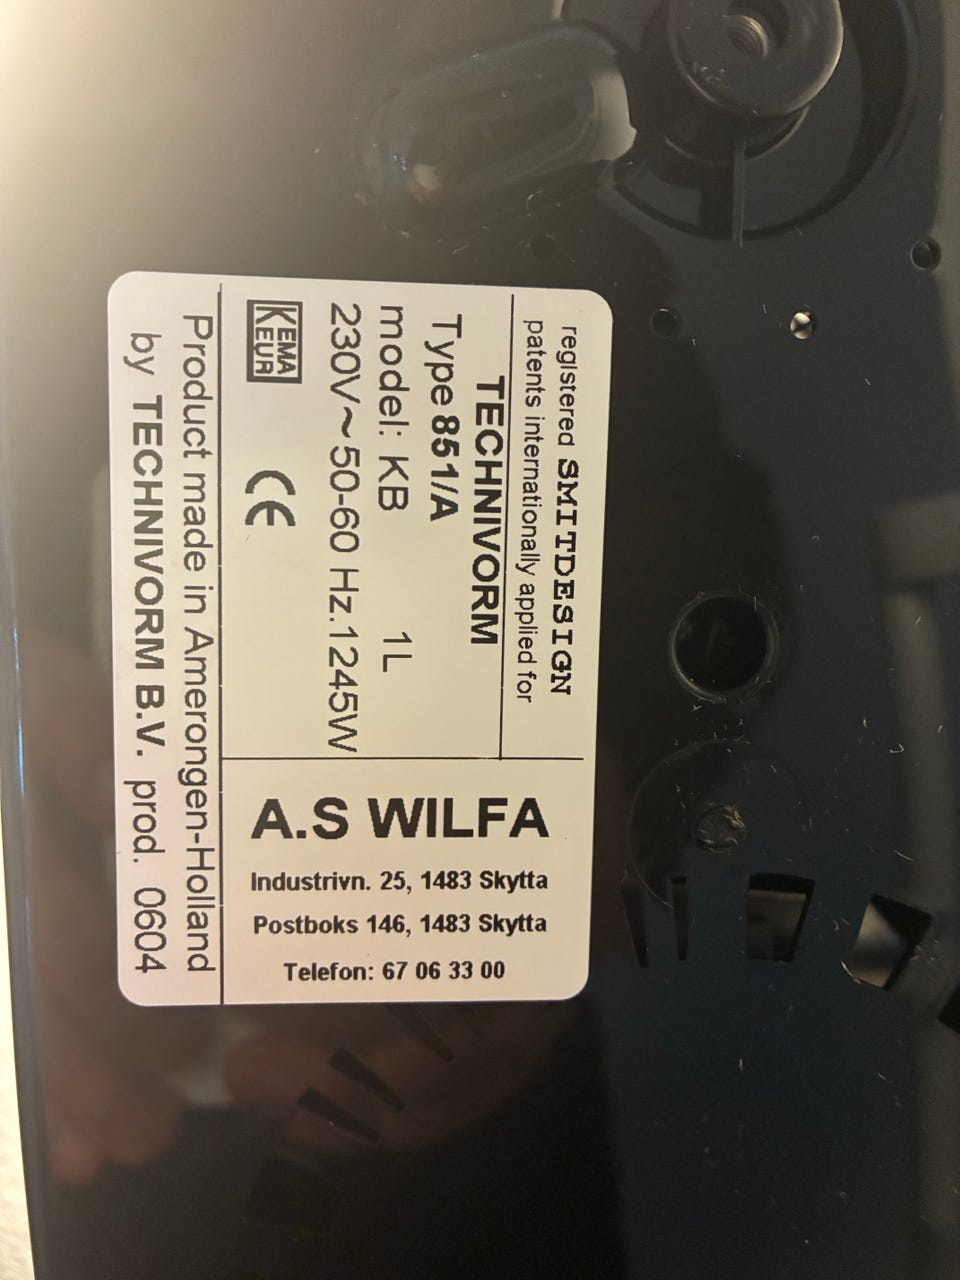 registered SMITDESIGN
patents internationally applied for
TECHNIVORM
Type 851/A
model: KB 1L
230V~50-60 Hz.1245W
KEMA
KEUR
CE
A.S WILFA
Industrivn. 25, 1483 Skytta
Postboks 146, 1483 Skytta
Telefon: 67 06 33 00
Product made in Amerongen-Holland
by TECHNIVORM B.V. prod. 0604